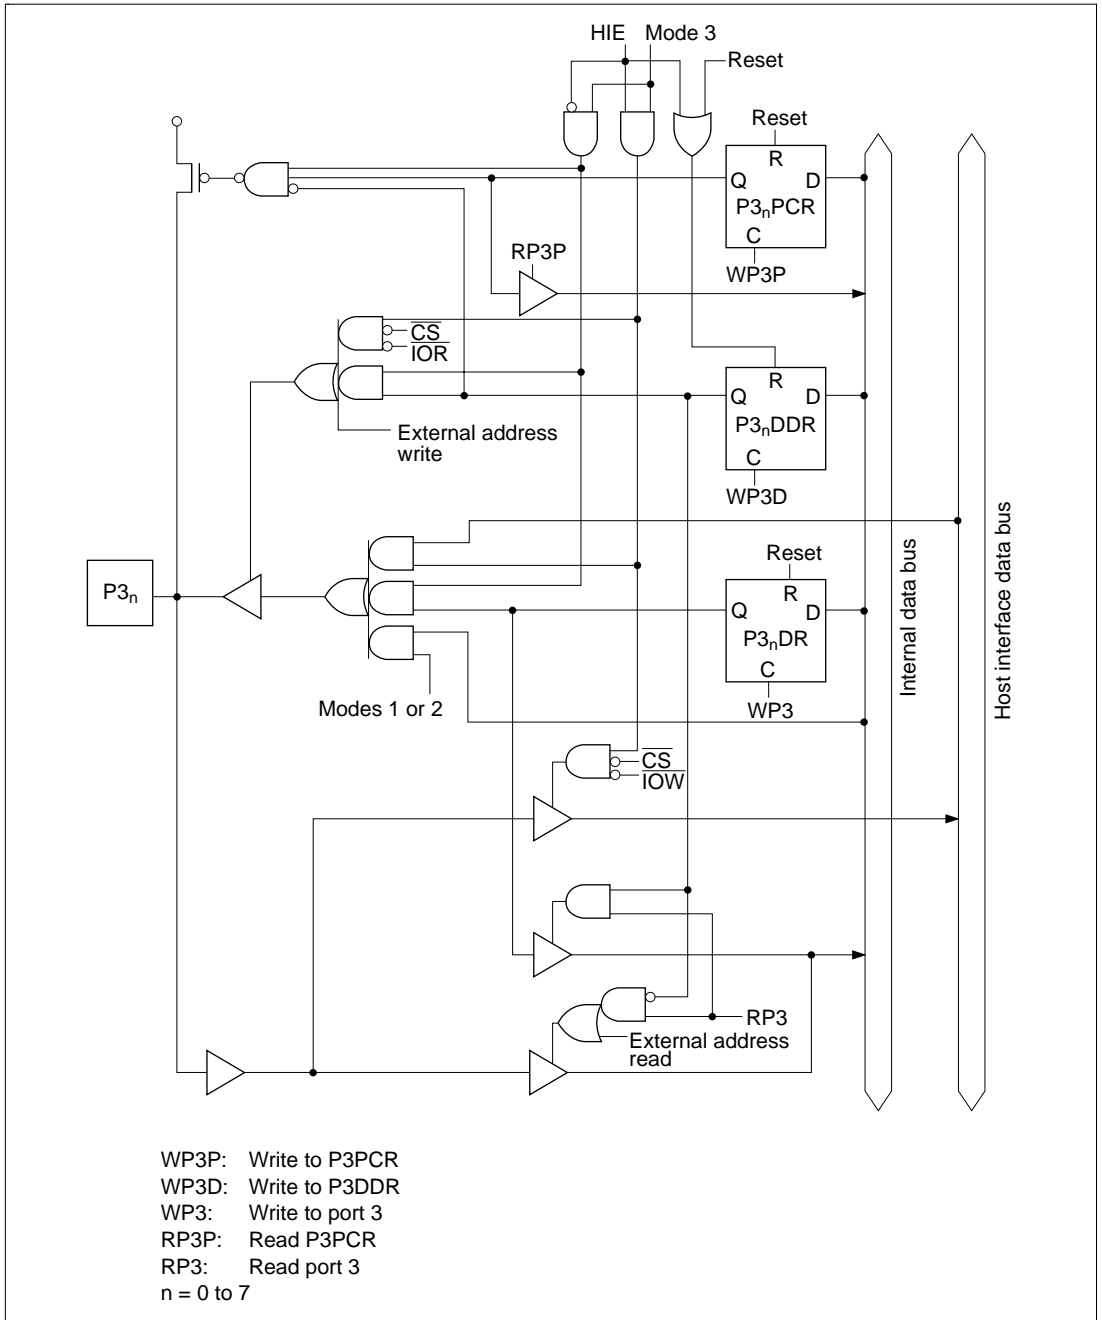 HIE Mode 3
Reset
Reset
R
Q D
P3nPCR
C
WP3P
RP3P
CS
IOR
R
Q D
P3nDDR
C
WP3D
External address
write
Reset
R
Q D
P3nDR
C
WP3
P3n
Modes 1 or 2
CS
IOW
RP3
External address
read
Internal data bus
Host interface data bus
WP3P: Write to P3PCR
WP3D: Write to P3DDR
WP3: Write to port 3
RP3P: Read P3PCR
RP3: Read port 3
n = 0 to 7